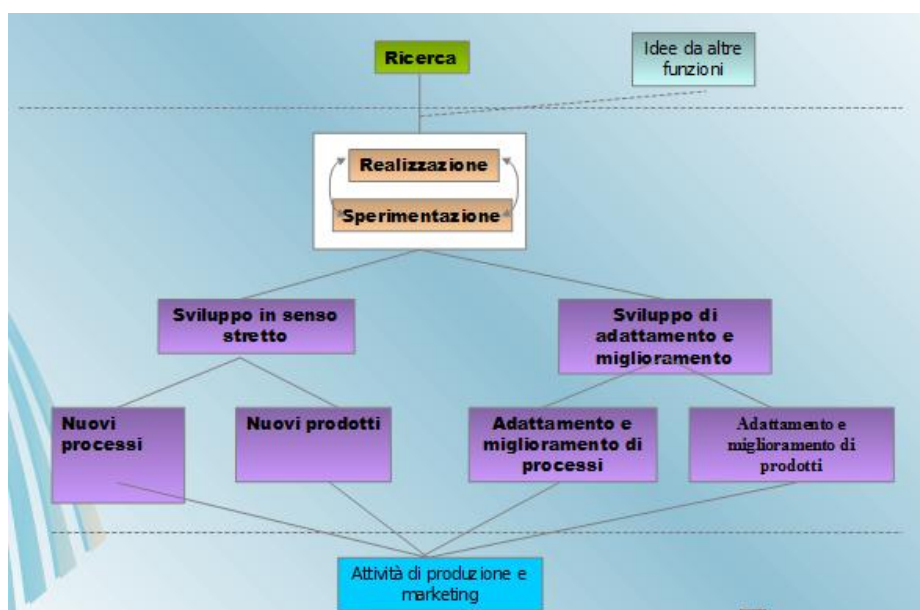 Ricerca
Idee da altre
funzioni
Realizzazione
Sperimentazione
Sviluppo in senso
stretto
Sviluppo di
adattamento e
miglioramento
Nuovi
processi
Nuovi prodotti
Adattamento e
miglioramento di
processi
Adattamento e
miglioramento di
prodotti
Attività di produzione e
marketing